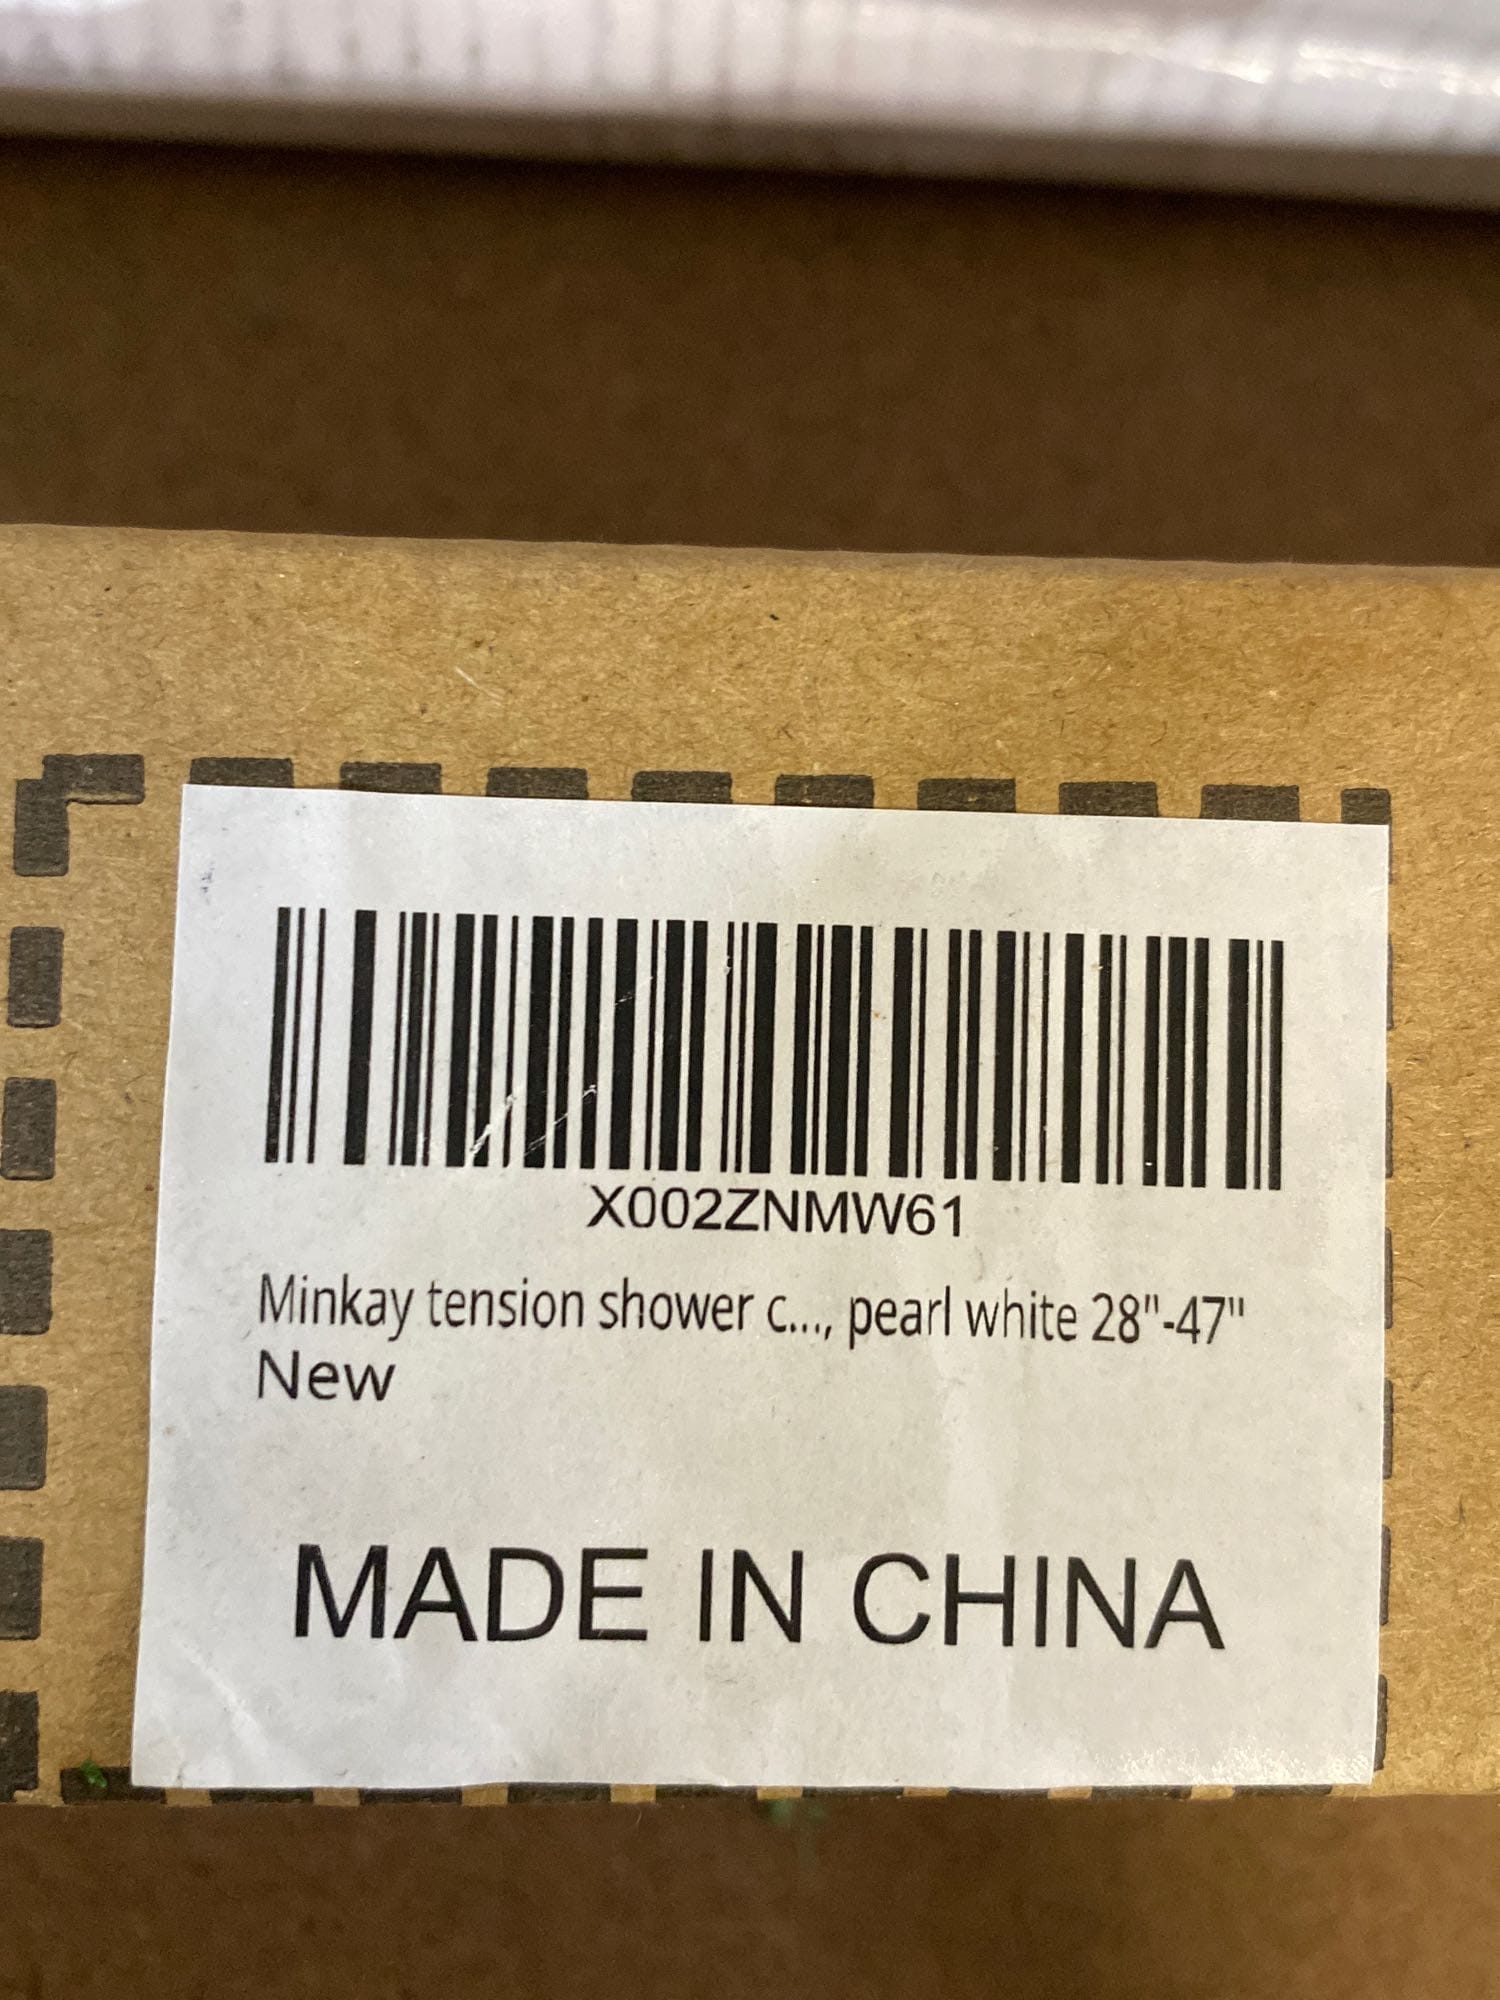 X002ZNMW61
Minkay tension shower c..., pearl white 28"-47"
New
MADE IN CHINA